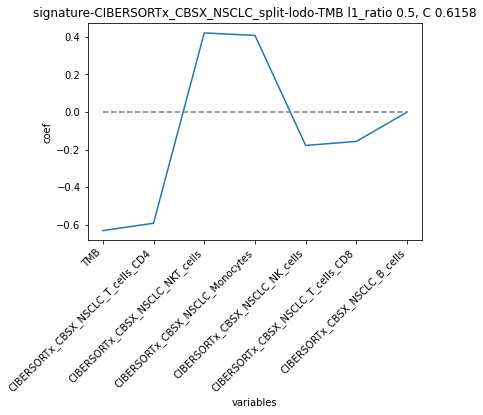 signature-CIBERSORTx_CBSX_NSCLC_split-lodo-TMB l1_ratio 0.5, C 0.6158
0.4
0.2
0.0
−0.2
−0.4
−0.6
coef
TMB
CIBERSORTx_CBSX_NSCLC_T_cells_CD4
CIBERSORTx_CBSX_NSCLC_NKT_cells
CIBERSORTx_CBSX_NSCLC_Monocytes
CIBERSORTx_CBSX_NSCLC_NK_cells
CIBERSORTx_CBSX_NSCLC_T_cells_CD8
CIBERSORTx_CBSX_NSCLC_B_cells
variables